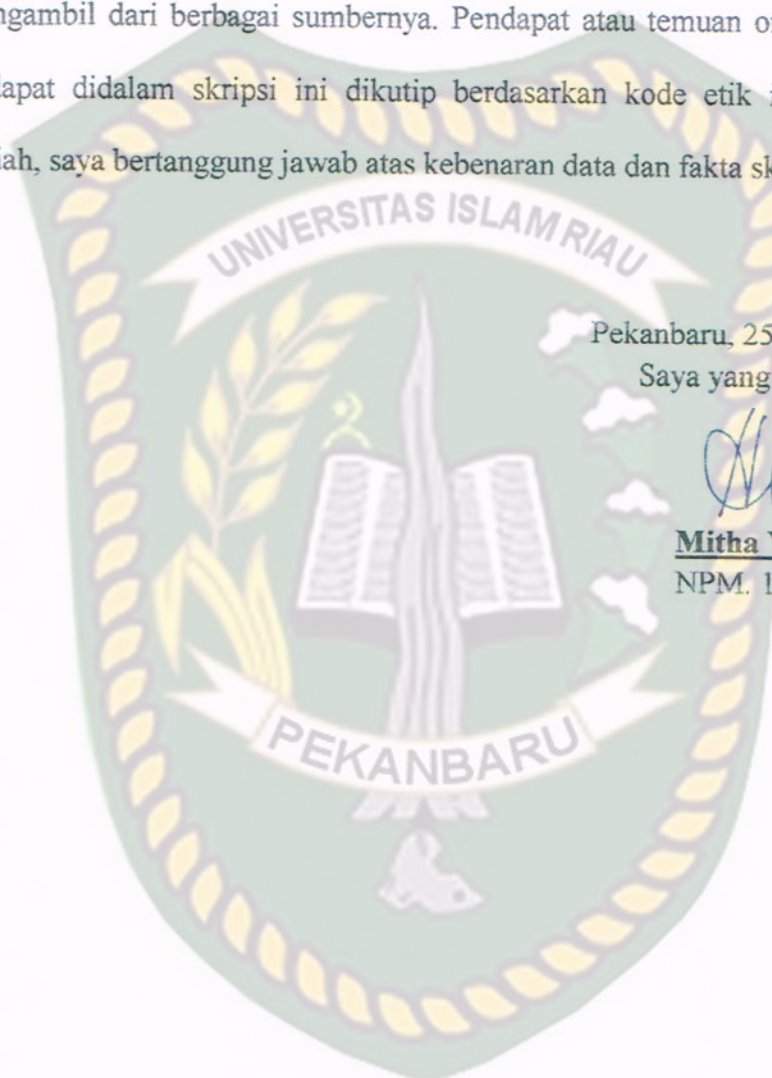 ngambil dari berbagai sumbernya. Pendapat atau temuan
dapat didalam skripsi ini dikutip berdasarkan kode etik
iah, saya bertanggung jawab atas kebenaran data dan fakta
UNIVERSITAS ISLAM RIAU
Pekanbaru, 25
Saya yang
Mitha
NPM. 1
PEKANBARU